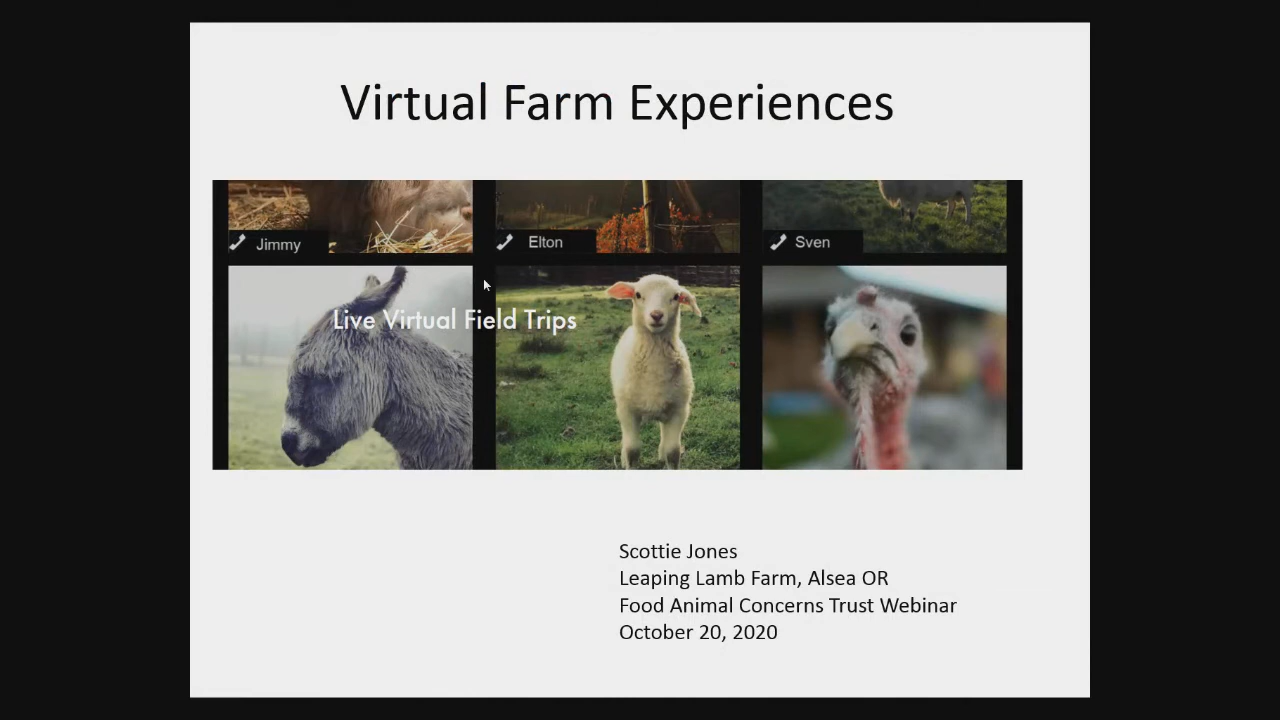 Virtual Farm Experiences
Jimmy
Elton
Sven
Live Virtual Field Trips
Scottie Jones
Leaping Lamb Farm, Alsea OR
Food Animal Concerns Trust Webinar
October 20, 2020